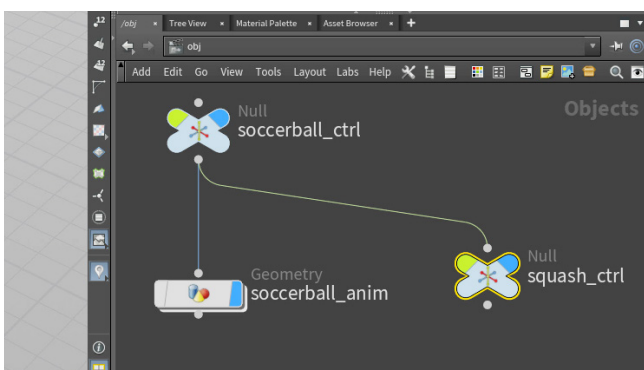 /obj Tree View Material Palette Asset Browser
obj
Add Edit Go View Tools Layout Labs Help
Objects
Null
soccerball_ctrl
Null
squash_ctrl
Geometry
soccerball_anim